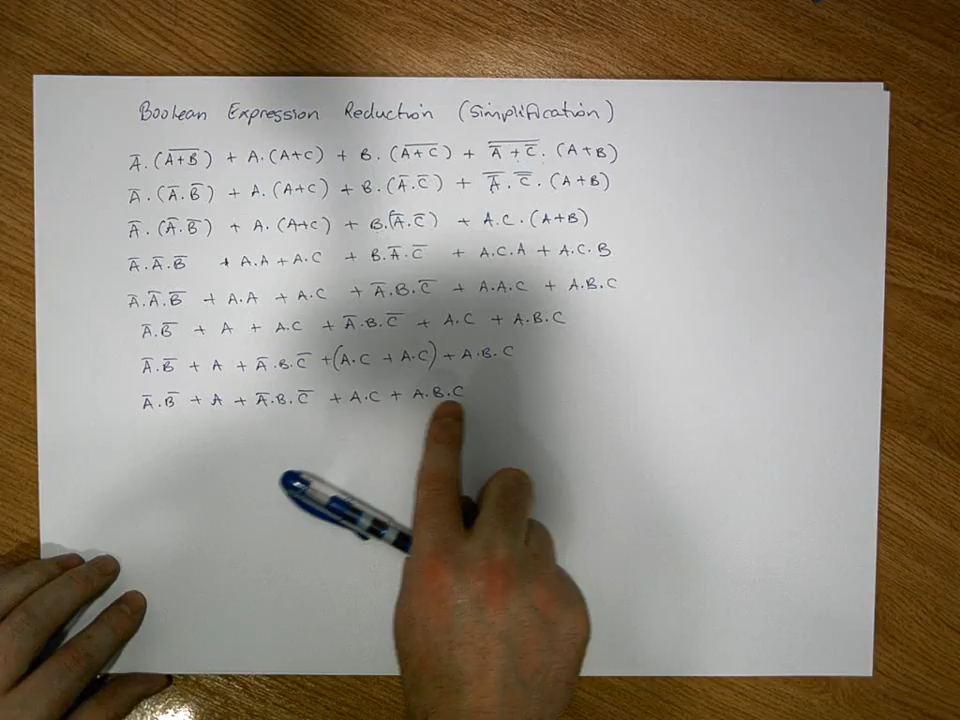 Boolean Expression Reduction (Simplification)
A̅.(A̅+̅B̅) + A.(A+C) + B.(A̅+̅C̅) + A̿ ̅+̅ C̿.(A+B)
A̅.(A̅.B̅) + A.(A+C) + B.(A̅.C̅) + A̿.C̿.(A+B)
A̅.(A̅.B̅) + A.(A+C) + B.(A̅.C̅) + A.C.(A+B)
A̅.A̅.B̅ + A.A + A.C + B.A̅.C̅ + A.C.A + A.C.B
A̅.A̅.B̅ + A.A + A.C + A̅.B.C̅ + A.A.C + A.B.C
A̅.B̅ + A + A.C + A̅.B.C̅ + A.C + A.B.C
A̅.B̅ + A + A̅.B.C̅ + (A.C + A.C) + A.B.C
A̅.B̅ + A + A̅.B.C̅ + A.C + A.B.C